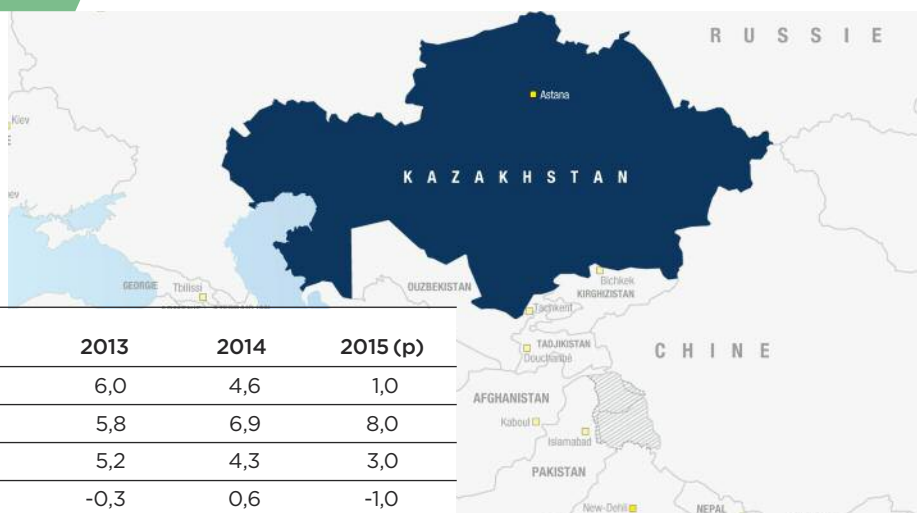 RUSSIE
Astana
Kiev
KAZAKHSTAN
GEORGIE
Tbilissi
OUZBEKISTAN
Bichkek
KIRGHIZISTAN
Tachkent
TADJIKISTAN
Douchanbé
CHINE
AFGHANISTAN
Kaboul
Islamabad
PAKISTAN
New-Dehli
NEPAL
2013 2014 2015 (p)
6,0 4,6 1,0
5,8 6,9 8,0
5,2 4,3 3,0
-0,3 0,6 -1,0